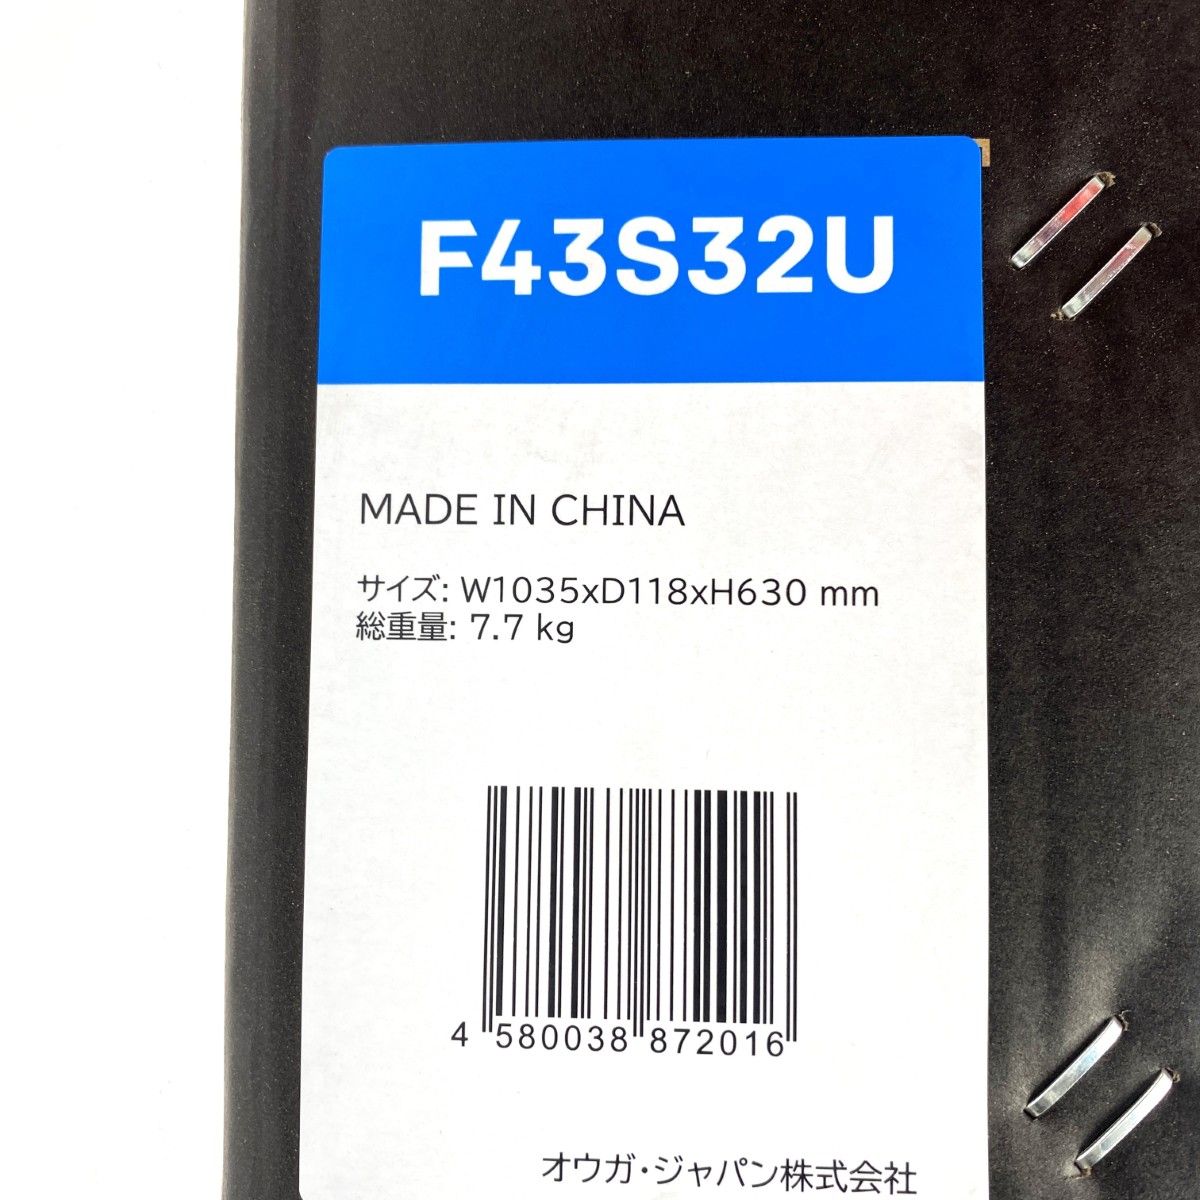 F43S32U
MADE IN CHINA
サイズ: W1035xD118xH630 mm
総重量: 7.7 kg
4 580038 872016
オウガ・ジャパン株式会社